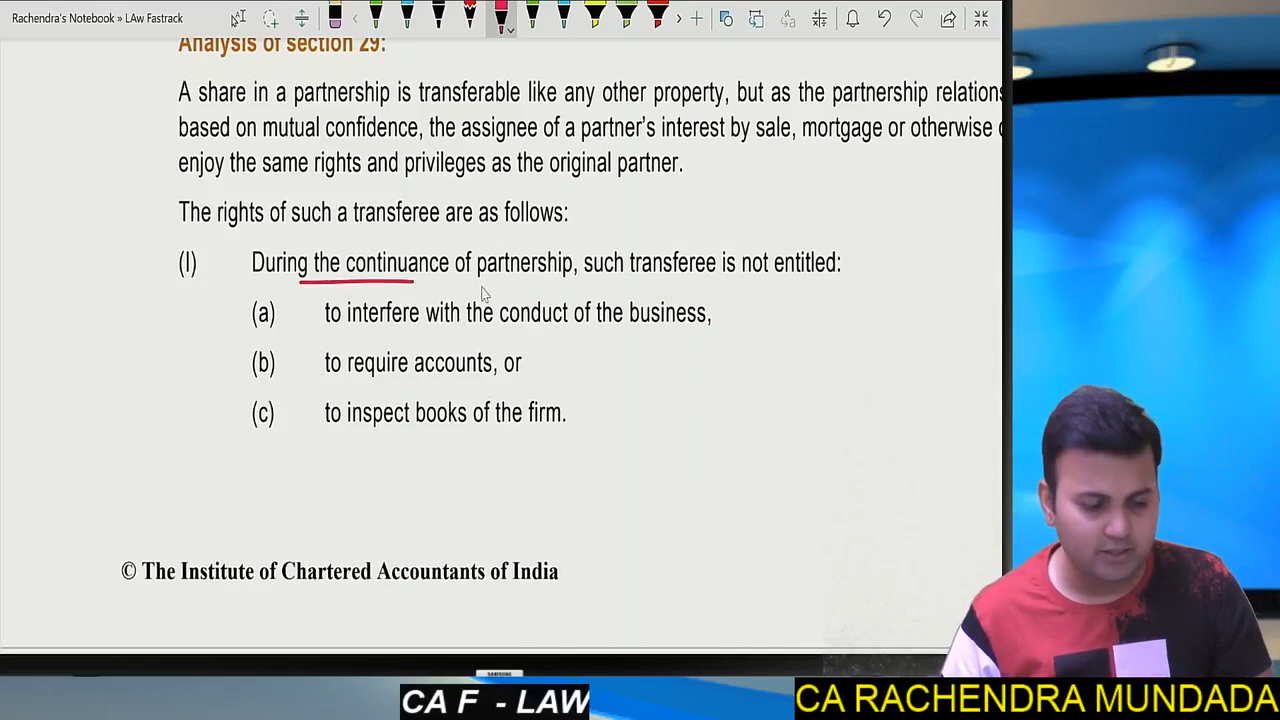 Rachendra's Notebook » LAw Fastrack
Analysis of section 29:
A share in a partnership is transferable like any other property, but as the partnership relations
based on mutual confidence, the assignee of a partner's interest by sale, mortgage or otherwise
enjoy the same rights and privileges as the original partner.
The rights of such a transferee are as follows:
(I) During the continuance of partnership, such transferee is not entitled:
(a) to interfere with the conduct of the business,
(b) to require accounts, or
(c) to inspect books of the firm.
© The Institute of Chartered Accountants of India
SAMSUNG
CA F - LAW
CA RACHENDRA MUNDADA